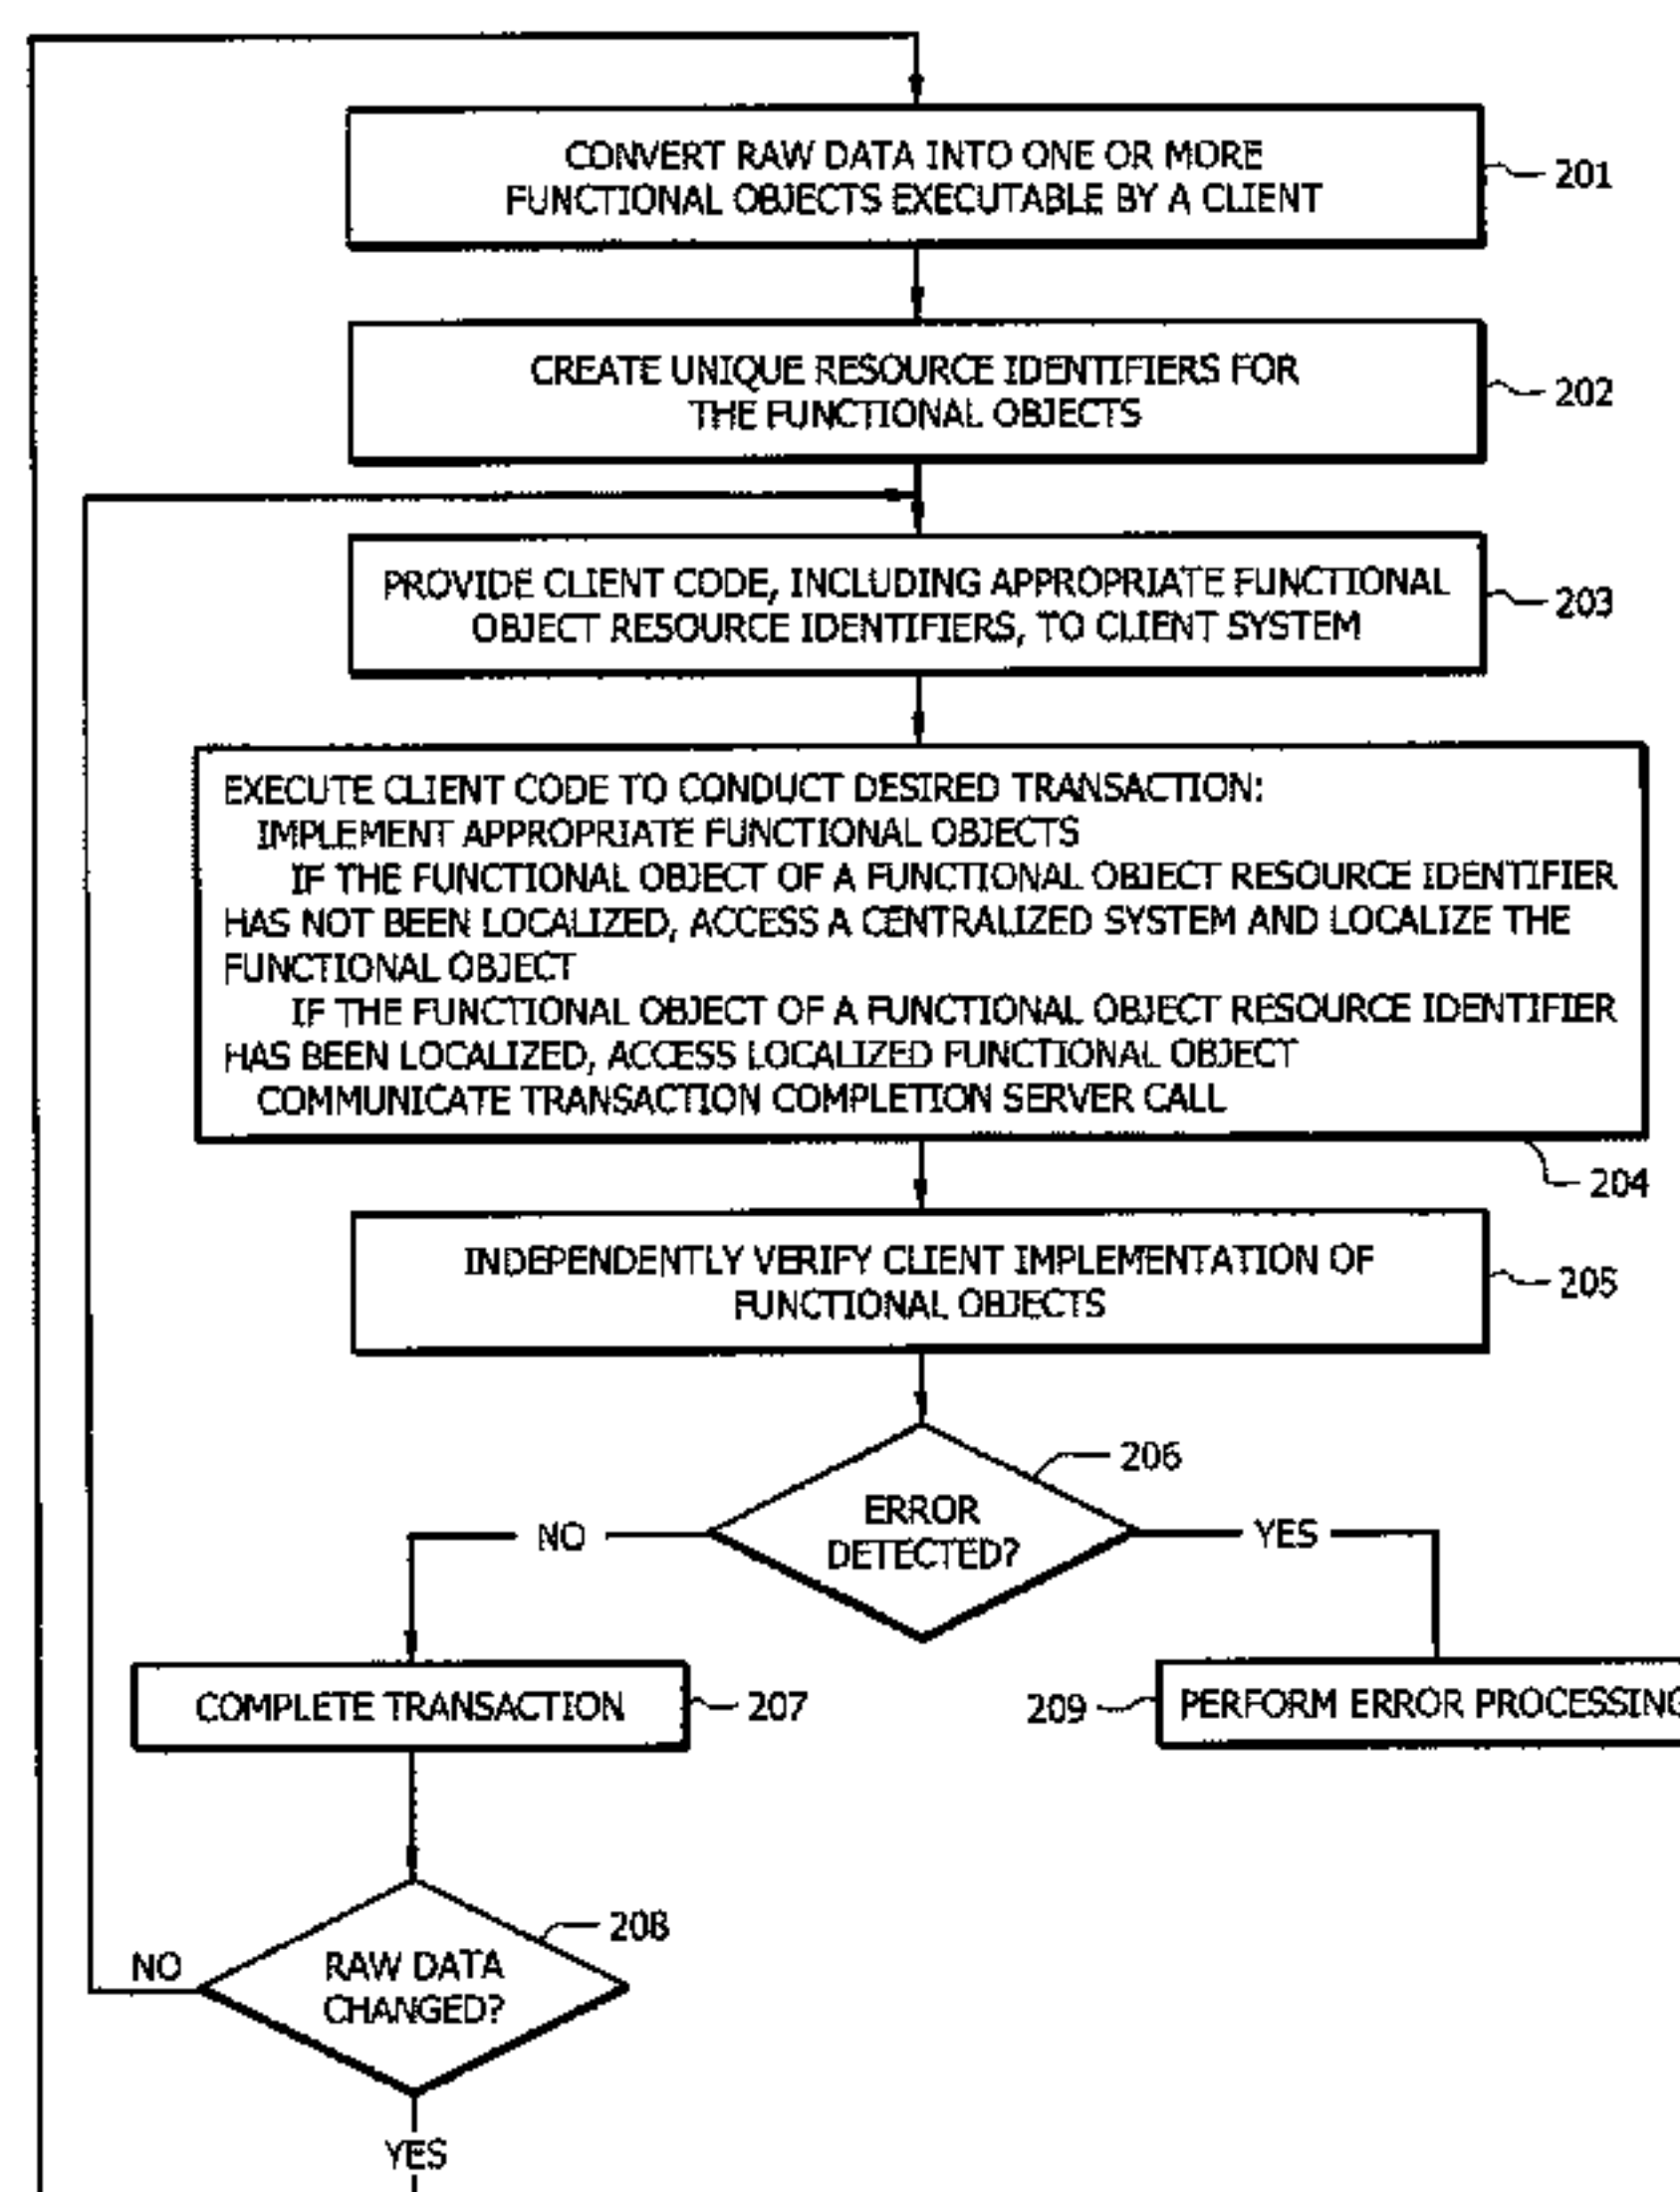 CONVERT RAW DATA INTO ONE OR MORE
FUNCTIONAL OBJECTS EXECUTABLE BY A CLIENT
201
CREATE UNIQUE RESOURCE IDENTIFIERS FOR
THE FUNCTIONAL OBJECTS
202
PROVIDE CLIENT CODE, INCLUDING APPROPRIATE FUNCTIONAL
OBJECT RESOURCE IDENTIFIERS, TO CLIENT SYSTEM
203
EXECUTE CLIENT CODE TO CONDUCT DESIRED TRANSACTION:
IMPLEMENT APPROPRIATE FUNCTIONAL OBJECTS
IF THE FUNCTIONAL OBJECT OF A FUNCTIONAL OBJECT RESOURCE IDENTIFIER
HAS NOT BEEN LOCALIZED, ACCESS A CENTRALIZED SYSTEM AND LOCALIZE THE
FUNCTIONAL OBJECT
IF THE FUNCTIONAL OBJECT OF A FUNCTIONAL OBJECT RESOURCE IDENTIFIER
HAS BEEN LOCALIZED, ACCESS LOCALIZED FUNCTIONAL OBJECT
COMMUNICATE TRANSACTION COMPLETION SERVER CALL
204
INDEPENDENTLY VERIFY CLIENT IMPLEMENTATION OF
FUNCTIONAL OBJECTS
205
206
ERROR
DETECTED?
NO
YES
COMPLETE TRANSACTION
207
209
PERFORM ERROR PROCESSING
208
RAW DATA
CHANGED?
NO
YES